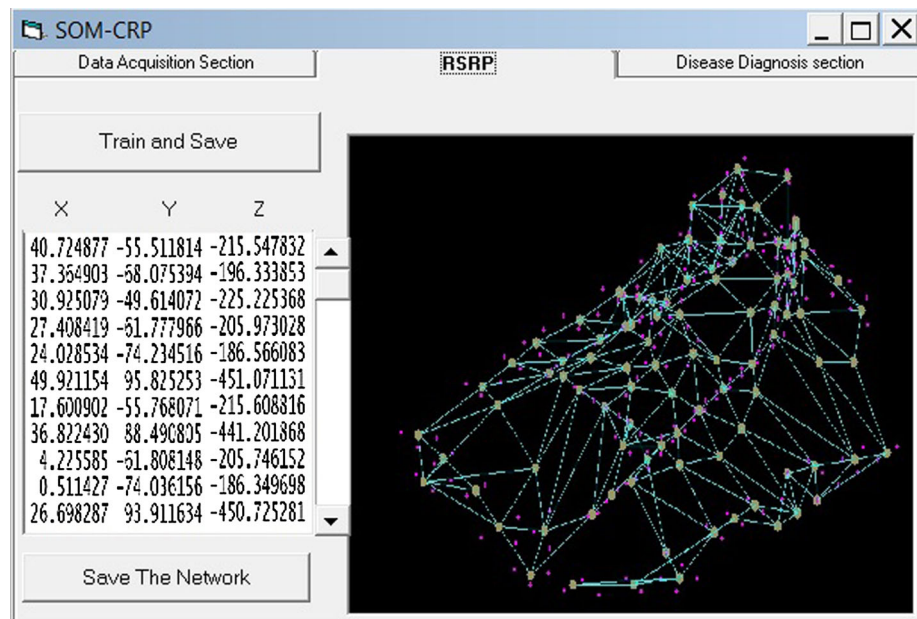 SOM-CRP
Data Acquisition Section RSRP Disease Diagnosis section
Train and Save
X Y Z
40.724877 -55.511814 -215.547832
37.364903 -68.075394 -196.333853
30.925079 -49.614072 -225.225368
27.408419 -61.777966 -205.973028
24.028534 -74.234516 -186.566083
49.921154 95.825253 -451.071131
17.600902 -55.768071 -215.608816
36.822430 88.490805 -441.201868
4.225585 -61.808148 -205.746152
0.511427 -74.036156 -186.349698
26.698287 93.911634 -450.725281
Save The Network